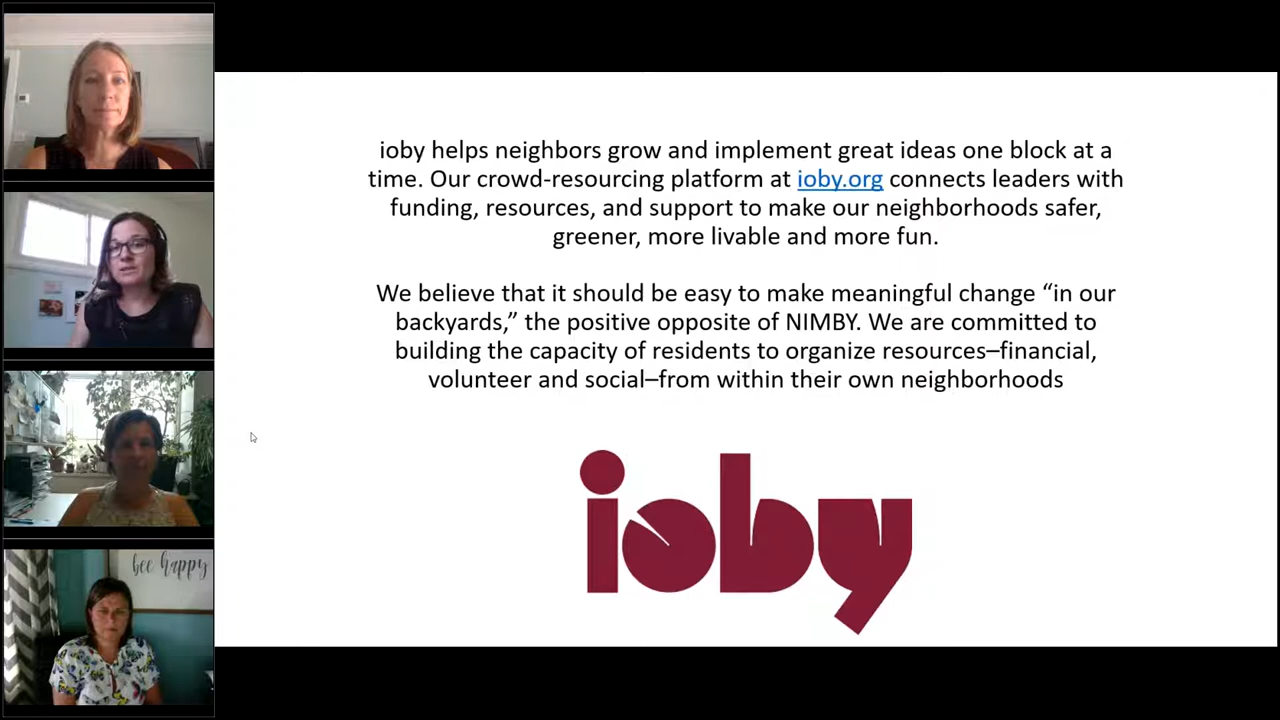 ioby helps neighbors grow and implement great ideas one block at a
time. Our crowd-resourcing platform at ioby.org connects leaders with
funding, resources, and support to make our neighborhoods safer,
greener, more livable and more fun.
We believe that it should be easy to make meaningful change “in our
backyards,” the positive opposite of NIMBY. We are committed to
building the capacity of residents to organize resources–financial,
volunteer and social–from within their own neighborhoods
ioby
bee happy